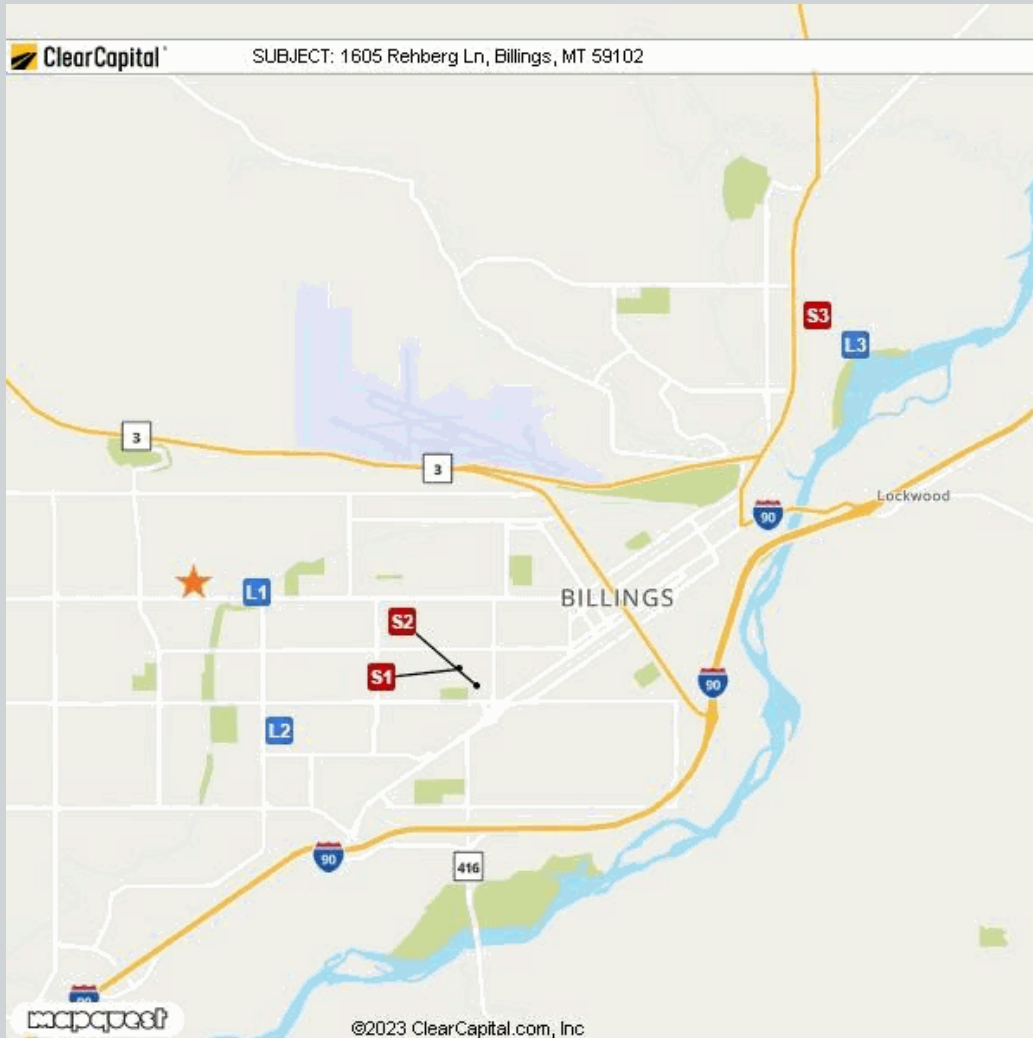 ClearCapital
SUBJECT: 1605 Rehberg Ln, Billings, MT 59102
S3
L3
3
3
Lockwood
90
L1
BILLINGS
S2
S1
90
L2
90
416
90
mapquest
©2023 ClearCapital.com, Inc